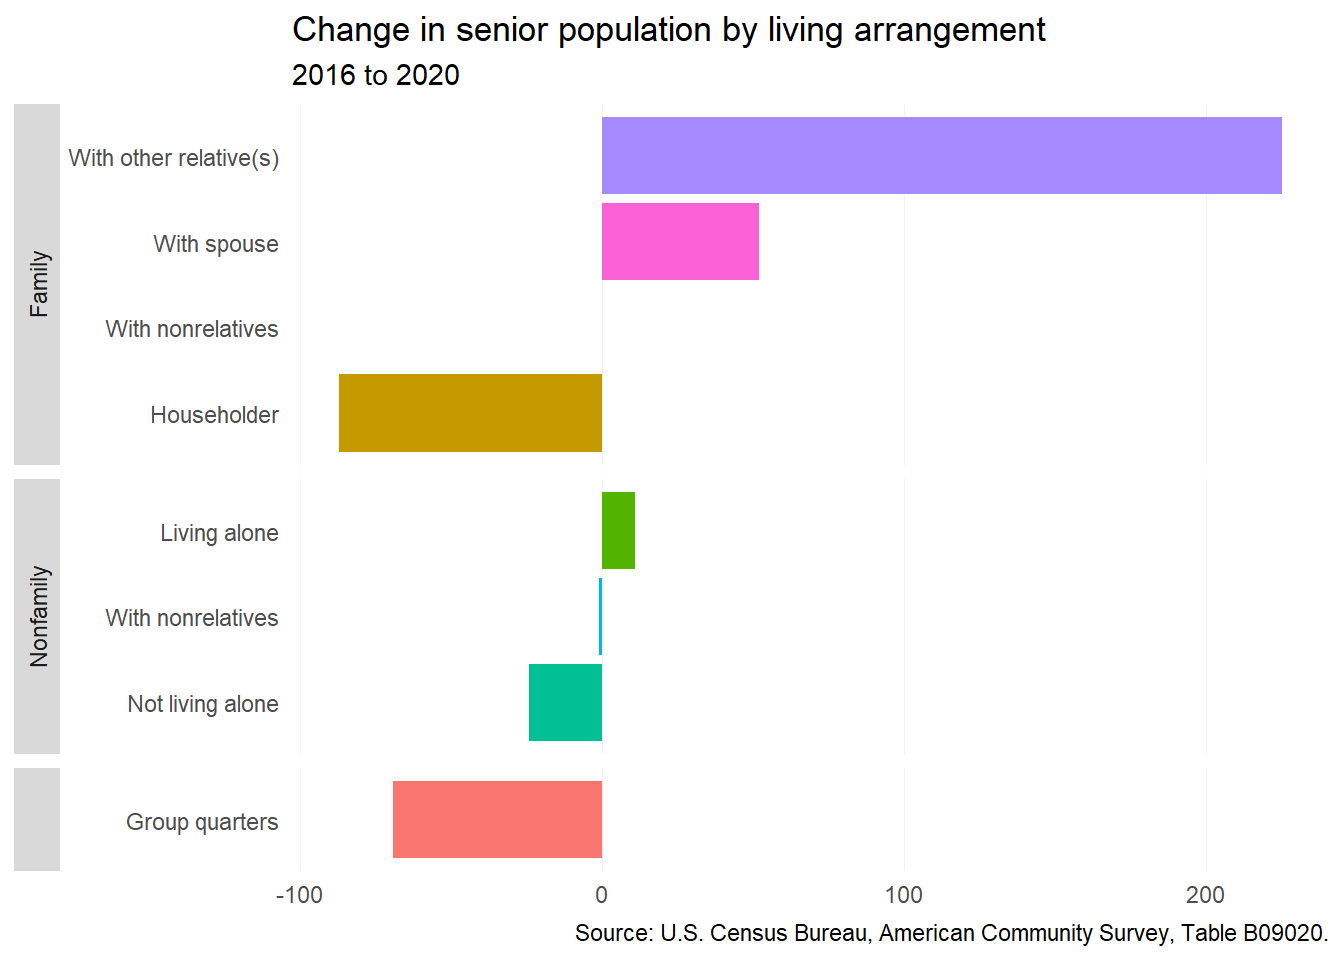 Change in senior population by living arrangement
2016 to 2020
Family
With other relative(s)
With spouse
With nonrelatives
Householder
Nonfamily
Living alone
With nonrelatives
Not living alone
Group quarters
-100 0 100 200
Source: U.S. Census Bureau, American Community Survey, Table B09020.